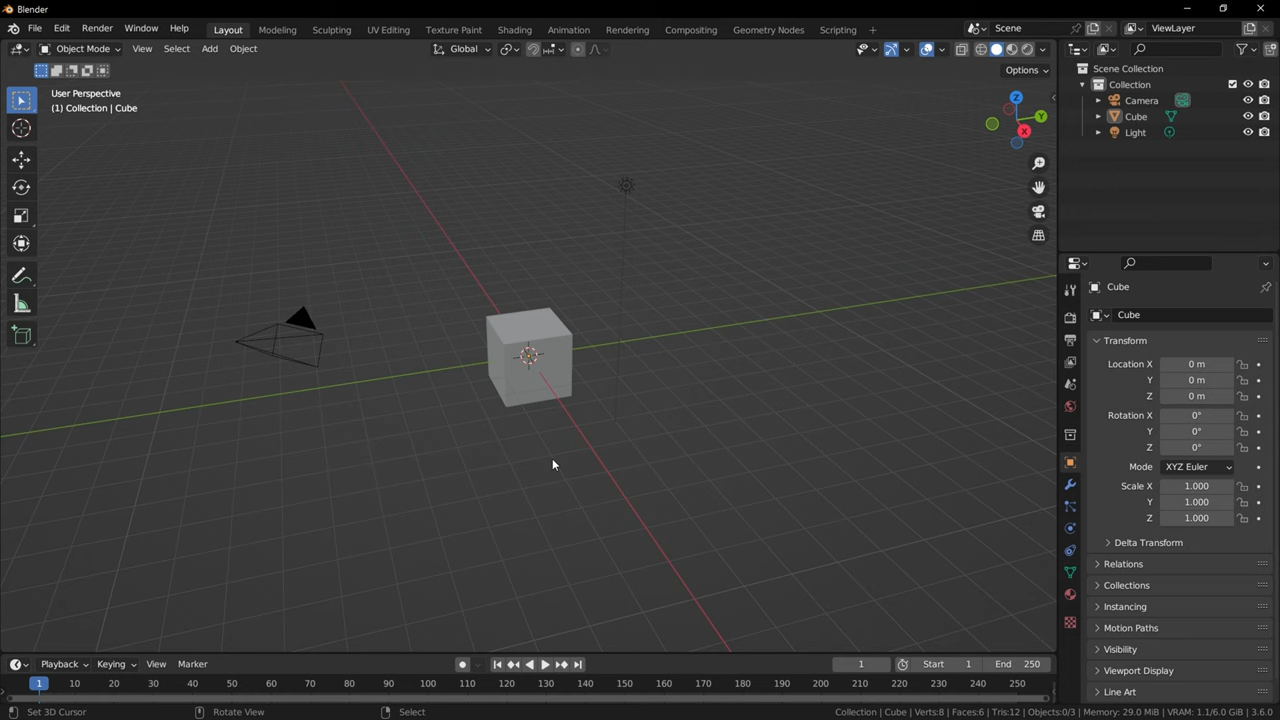 Blender
File Edit Render Window Help Layout Modeling Sculpting UV Editing Texture Paint Shading Animation Rendering Compositing Geometry Nodes Scripting + Scene ViewLayer
Object Mode View Select Add Object Global
Options
User Perspective
(1) Collection | Cube
Z
Y
X
Scene Collection
Collection
Camera
Cube
Light
Cube
Cube
Transform
Location X 0 m
Y 0 m
Z 0 m
Rotation X 0°
Y 0°
Z 0°
Mode XYZ Euler
Scale X 1.000
Y 1.000
Z 1.000
Delta Transform
Relations
Collections
Instancing
Motion Paths
Visibility
Viewport Display
Line Art
Playback Keying View Marker 1 Start 1 End 250
1 10 20 30 40 50 60 70 80 90 100 110 120 130 140 150 160 170 180 190 200 210 220 230 240 250
Set 3D Cursor Rotate View Select Collection | Cube | Verts:8 | Faces:6 | Tris:12 | Objects:0/3 | Memory: 29.0 MiB | VRAM: 1.1/6.0 GiB | 3.6.0